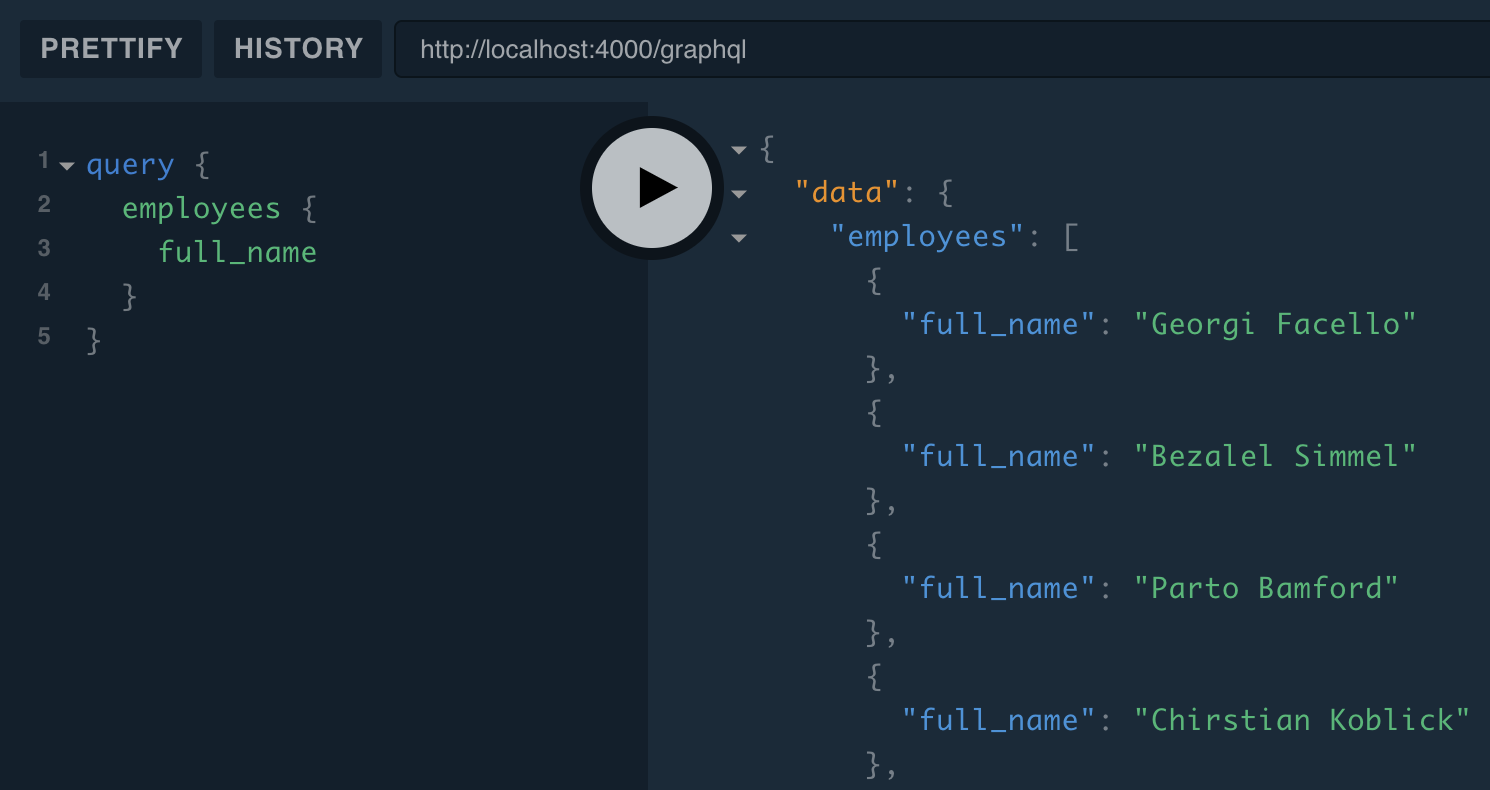 PRETTIFY HISTORY http://localhost:4000/graphql
1 query {
2 employees {
3 full_name
4 }
5 }
{
"data": {
"employees": [
{
"full_name": "Georgi Facello"
},
{
"full_name": "Bezalel Simmel"
},
{
"full_name": "Parto Bamford"
},
{
"full_name": "Chirstian Koblick"
},